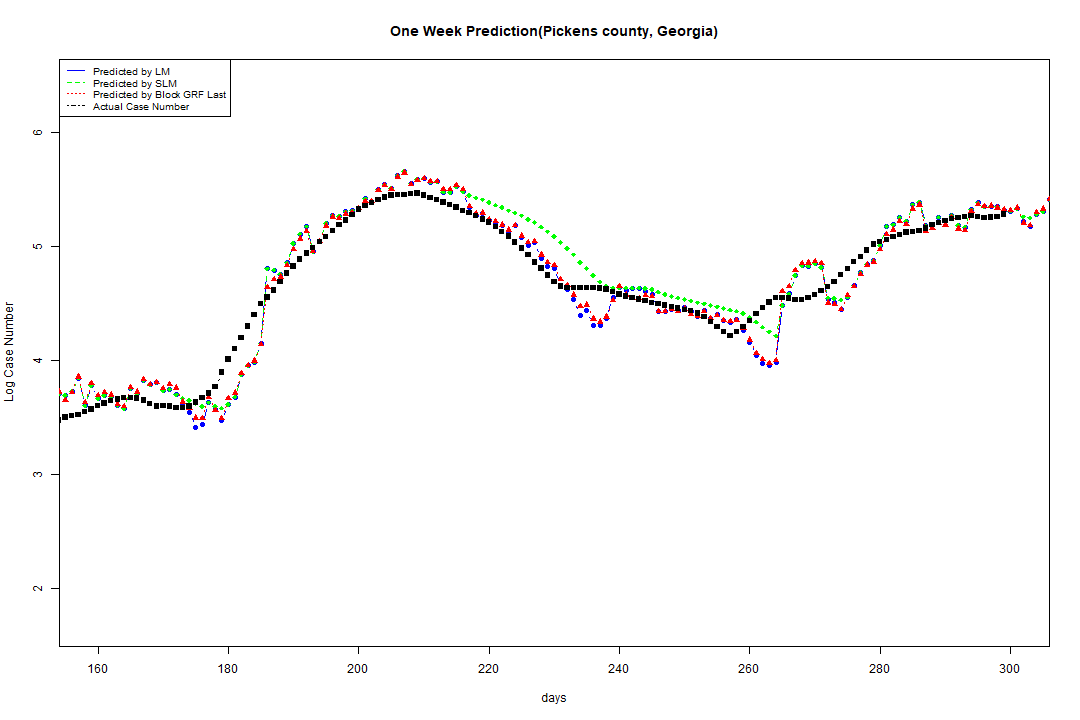 One Week Prediction(Pickens county, Georgia)
Predicted by LM
Predicted by SLM
Predicted by Block GRF Last
Actual Case Number
6
5
4
3
2
Log Case Number
160 180 200 220 240 260 280 300
days